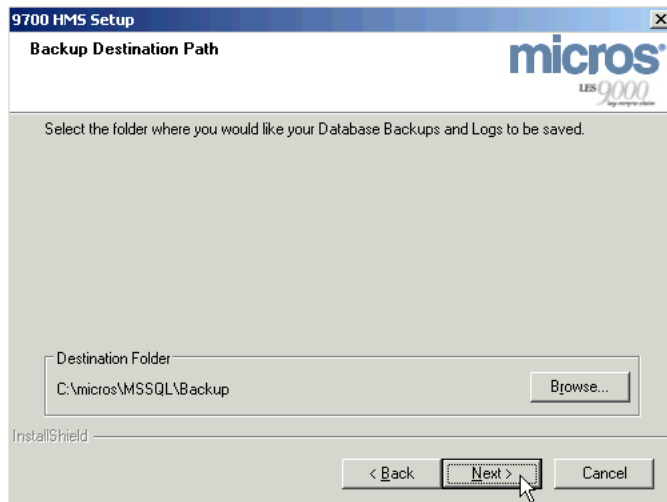 9700 HMS Setup
Backup Destination Path
micros®
LES 9000
Select the folder where you would like your Database Backups and Logs to be saved.
Destination Folder
C:\micros\MSSQL\Backup
Browse...
InstallShield
< Back
Next >
Cancel